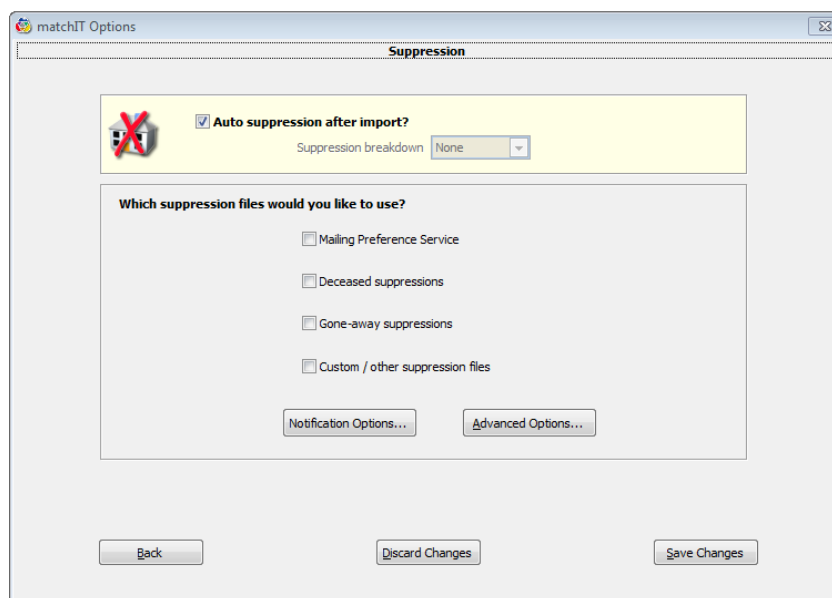 matchIT Options
Suppression
Auto suppression after import?
Suppression breakdown None
Which suppression files would you like to use?
Mailing Preference Service
Deceased suppressions
Gone-away suppressions
Custom / other suppression files
Notification Options... Advanced Options...
Back Discard Changes Save Changes